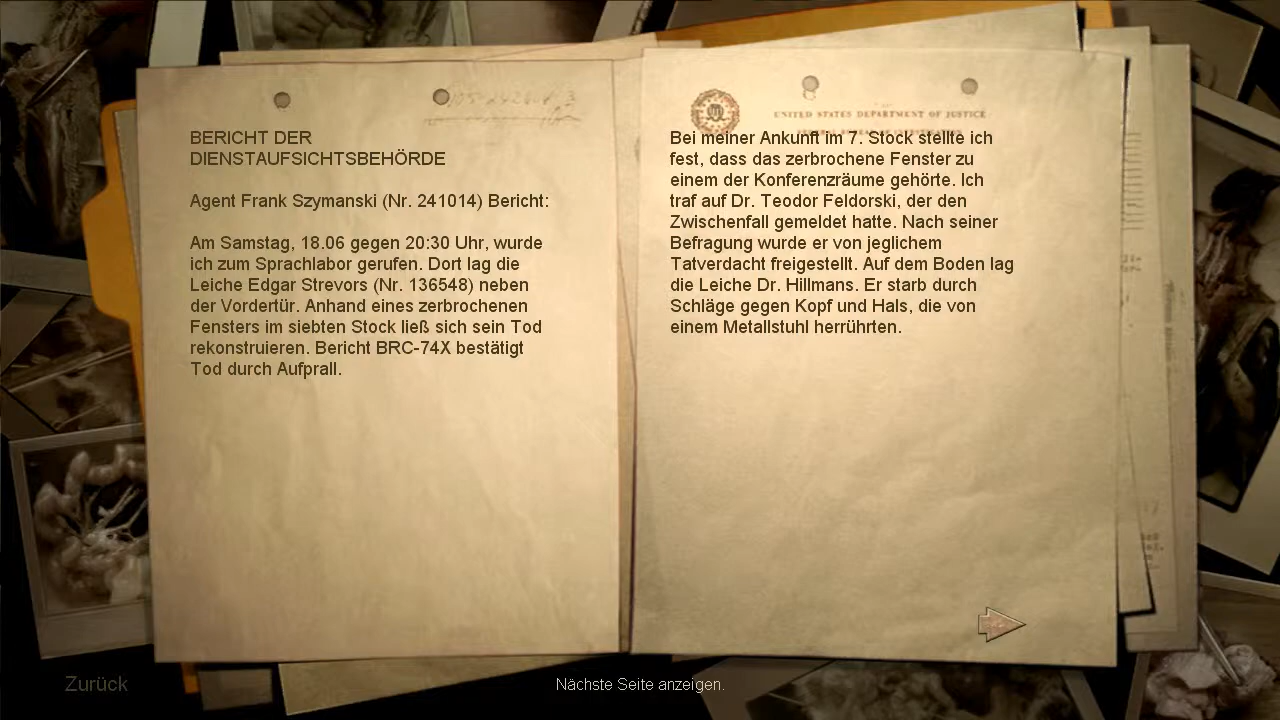 BERICHT DER
DIENSTAUFSICHTSBEHÖRDE
Agent Frank Szymanski (Nr. 241014) Bericht:
Am Samstag, 18.06 gegen 20:30 Uhr, wurde
ich zum Sprachlabor gerufen. Dort lag die
Leiche Edgar Strevors (Nr. 136548) neben
der Vordertür. Anhand eines zerbrochenen
Fensters im siebten Stock ließ sich sein Tod
rekonstruieren. Bericht BRC-74X bestätigt
Tod durch Aufprall.
UNITED STATES DEPARTMENT OF JUSTICE
Bei meiner Ankunft im 7. Stock stellte ich
fest, dass das zerbrochene Fenster zu
einem der Konferenzräume gehörte. Ich
traf auf Dr. Teodor Feldorski, der den
Zwischenfall gemeldet hatte. Nach seiner
Befragung wurde er von jeglichem
Tatverdacht freigestellt. Auf dem Boden lag
die Leiche Dr. Hillmans. Er starb durch
Schläge gegen Kopf und Hals, die von
einem Metallstuhl herrührten.
Zurück
Nächste Seite anzeigen.